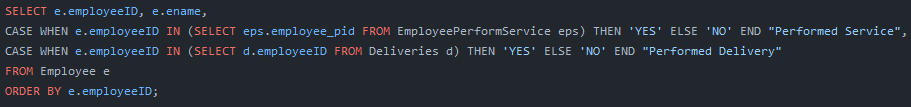 SELECT e.employeeID, e.ename,
CASE WHEN e.employeeID IN (SELECT eps.employee_pid FROM EmployeePerformService eps) THEN 'YES' ELSE 'NO' END "Performed Service",
CASE WHEN e.employeeID IN (SELECT d.employeeID FROM Deliveries d) THEN 'YES' ELSE 'NO' END "Performed Delivery"
FROM Employee e
ORDER BY e.employeeID;